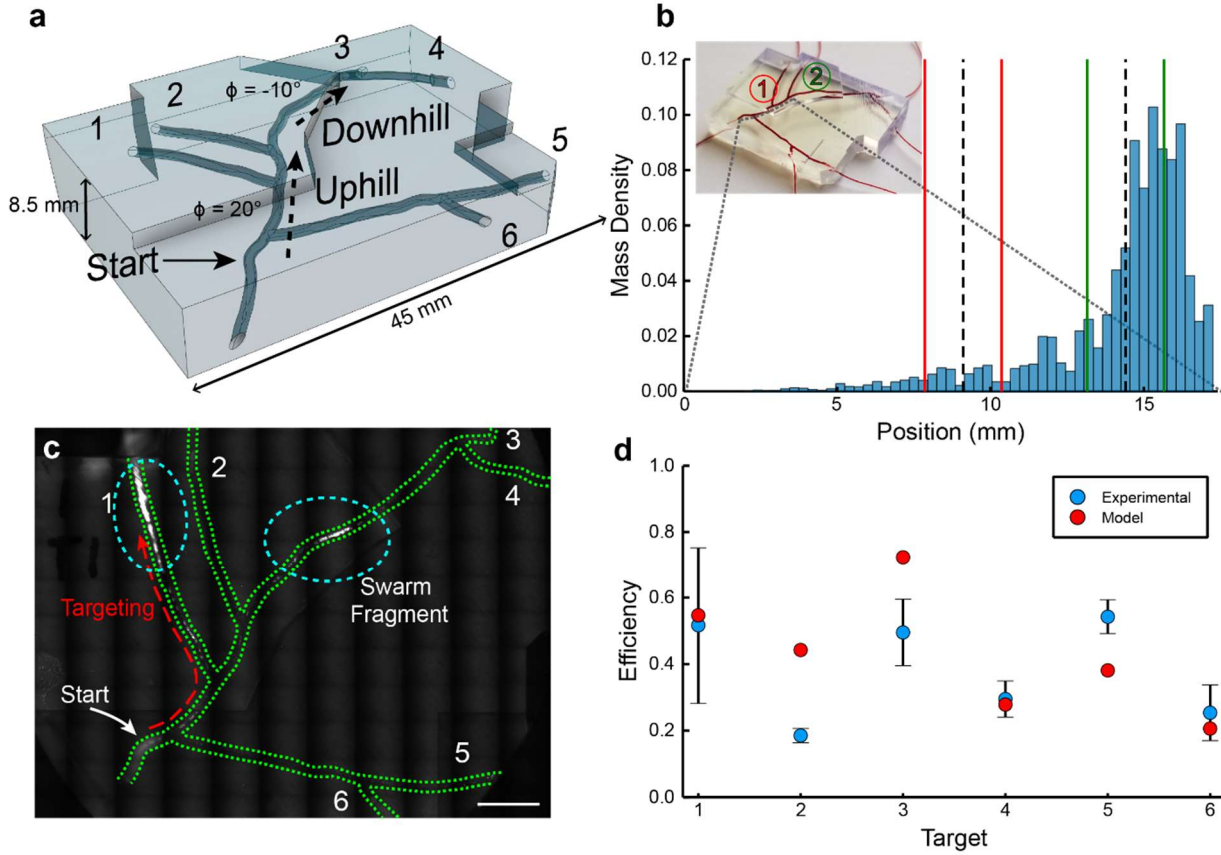 a
1
2
3
4
5
6
ϕ = -10°
Downhill
Uphill
ϕ = 20°
8.5 mm
Start
45 mm
b
1
2
Mass Density
0.12
0.10
0.08
0.06
0.04
0.02
0.00
0
5
10
15
Position (mm)
c
1
2
3
4
5
6
Targeting
Swarm
Fragment
Start
d
Efficiency
1.0
0.8
0.6
0.4
0.2
0.0
Experimental
Model
1
2
3
4
5
6
Target